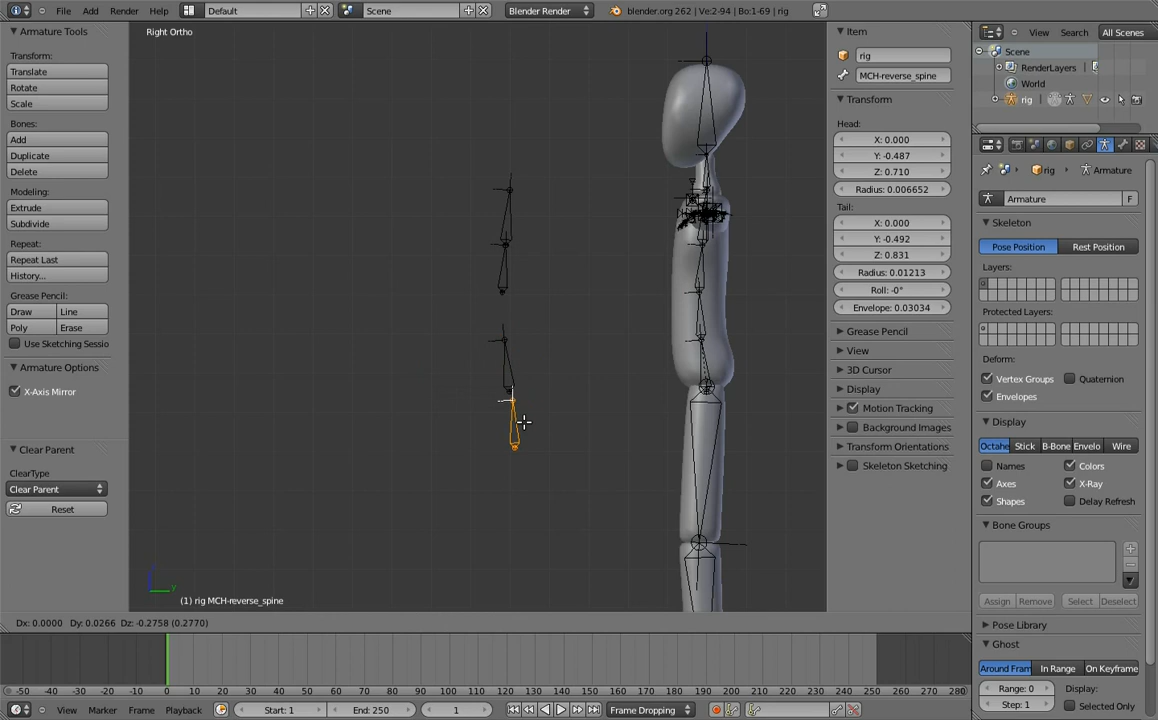 File Add Render Help Default Scene Blender Render blender.org 262 | Ve:2-94 | Bo:1-69 | rig
Armature Tools
Transform:
Translate
Rotate
Scale
Bones:
Add
Duplicate
Delete
Modeling:
Extrude
Subdivide
Repeat:
Repeat Last
History...
Grease Pencil:
Draw Line
Poly Erase
Use Sketching Sessio
Armature Options
X-Axis Mirror
Clear Parent
ClearType
Clear Parent
Reset
Right Ortho
(1) rig MCH-reverse_spine
Dx: 0.0000 Dy: 0.0266 Dz: -0.2758 (0.2770)
Item
rig
MCH-reverse_spine
Transform
Head:
X: 0.000
Y: -0.487
Z: 0.710
Radius: 0.006652
Tail:
X: 0.000
Y: -0.492
Z: 0.831
Radius: 0.01213
Roll: -0°
Envelope: 0.03034
Grease Pencil
View
3D Cursor
Display
Motion Tracking
Background Images
Transform Orientations
Skeleton Sketching
View Search All Scenes
Scene
RenderLayers
World
rig
rig Armature
Armature F
Skeleton
Pose Position Rest Position
Layers:
Protected Layers:
Deform:
Vertex Groups Quaternion
Envelopes
Display
Octahe Stick B-Bone Envelo Wire
Names Colors
Axes X-Ray
Shapes Delay Refresh
Bone Groups
Assign Remove Select Deselect
Pose Library
Ghost
Around Fram In Range On Keyframe
Range: 0 Display:
Step: 1 Selected Only
-50 -40 -30 -20 -10 0 10 20 30 40 50 60 70 80 90 100 110 120 130 140 150 160 170 180 190 200 210 220 230 240 250 260 270 280
View Marker Frame Playback Start: 1 End: 250 1 Frame Dropping